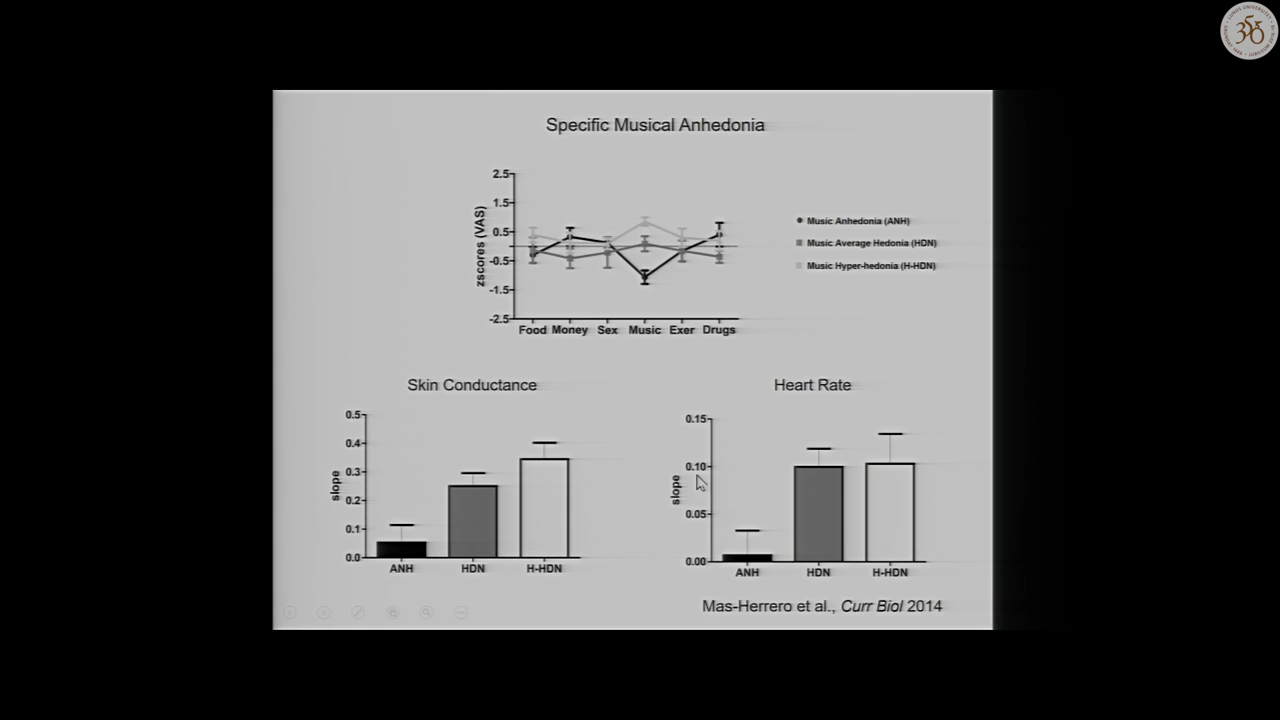 Specific Musical Anhedonia
2.5
1.5
0.5
-0.5
-1.5
-2.5
zscores (VAS)
Food Money Sex Music Exer Drugs
Music Anhedonia (ANH)
Music Average Hedonia (HDN)
Music Hyper-hedonia (H-HDN)
Skin Conductance
0.5
0.4
0.3
0.2
0.1
0.0
slope
ANH HDN H-HDN
Heart Rate
0.15
0.10
0.05
0.00
slope
ANH HDN H-HDN
Mas-Herrero et al., Curr Biol 2014